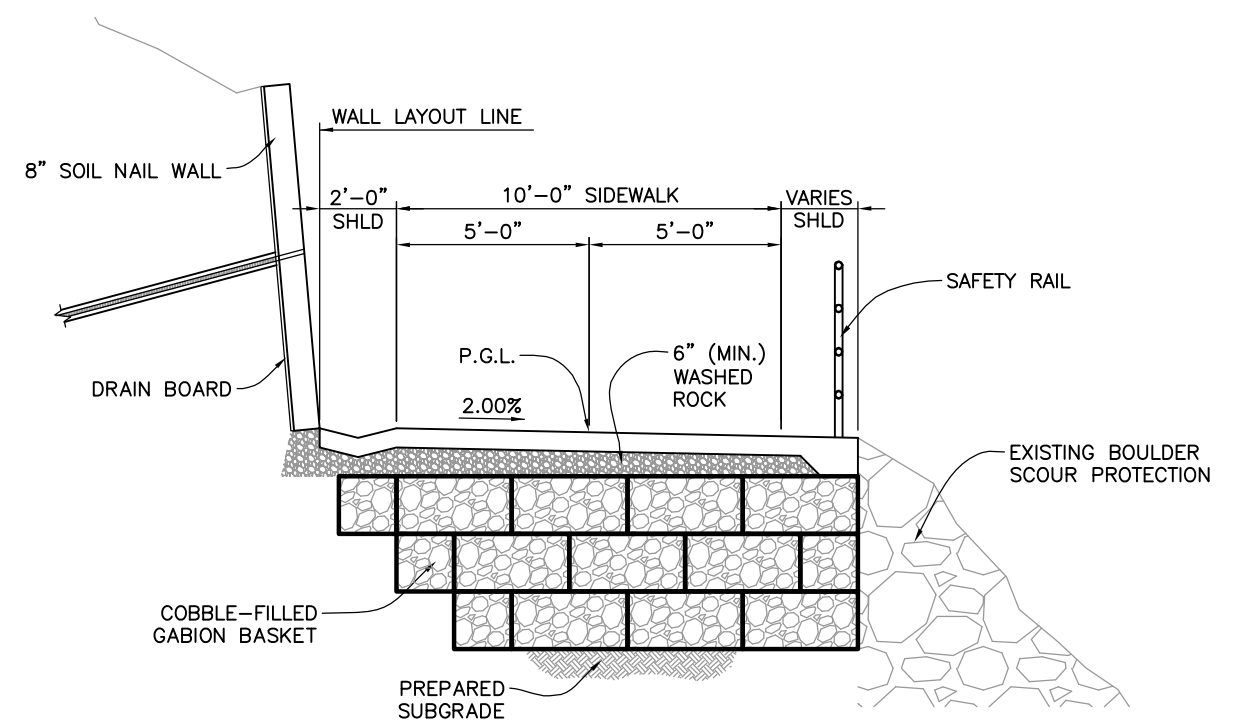 WALL LAYOUT LINE
8” SOIL NAIL WALL
2’–0”
SHLD
10’–0” SIDEWALK
VARIES
SHLD
5’–0”
5’–0”
SAFETY RAIL
P.G.L.
6” (MIN.)
WASHED
ROCK
DRAIN BOARD
2.00%
EXISTING BOULDER
SCOUR PROTECTION
COBBLE–FILLED
GABION BASKET
PREPARED
SUBGRADE